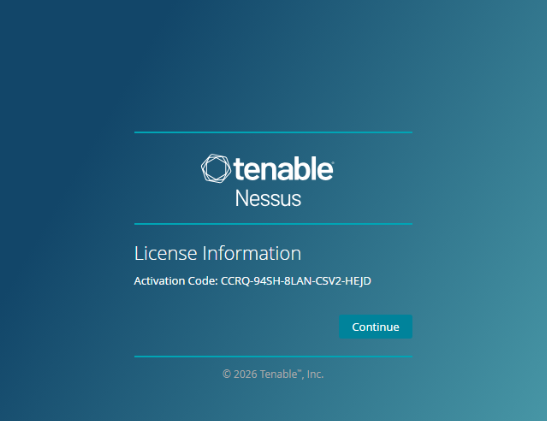 tenable
Nessus
License Information
Activation Code: CCRQ-94SH-8LAN-CSV2-HEJD
Continue
© 2026 Tenable™, Inc.